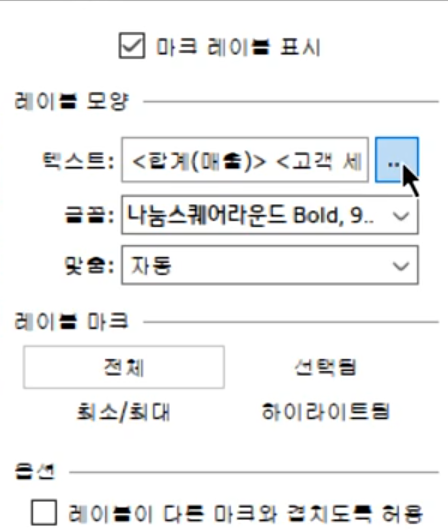 마크 레이블 표시
레이블 모양
텍스트: <합계(매출)> <고객 세 ..
글꼴: 나눔스퀘어라운드 Bold, 9..
맞춤: 자동
레이블 마크
전체 선택됨
최소/최대 하이라이트됨
옵션
레이블이 다른 마크와 겹치도록 허용